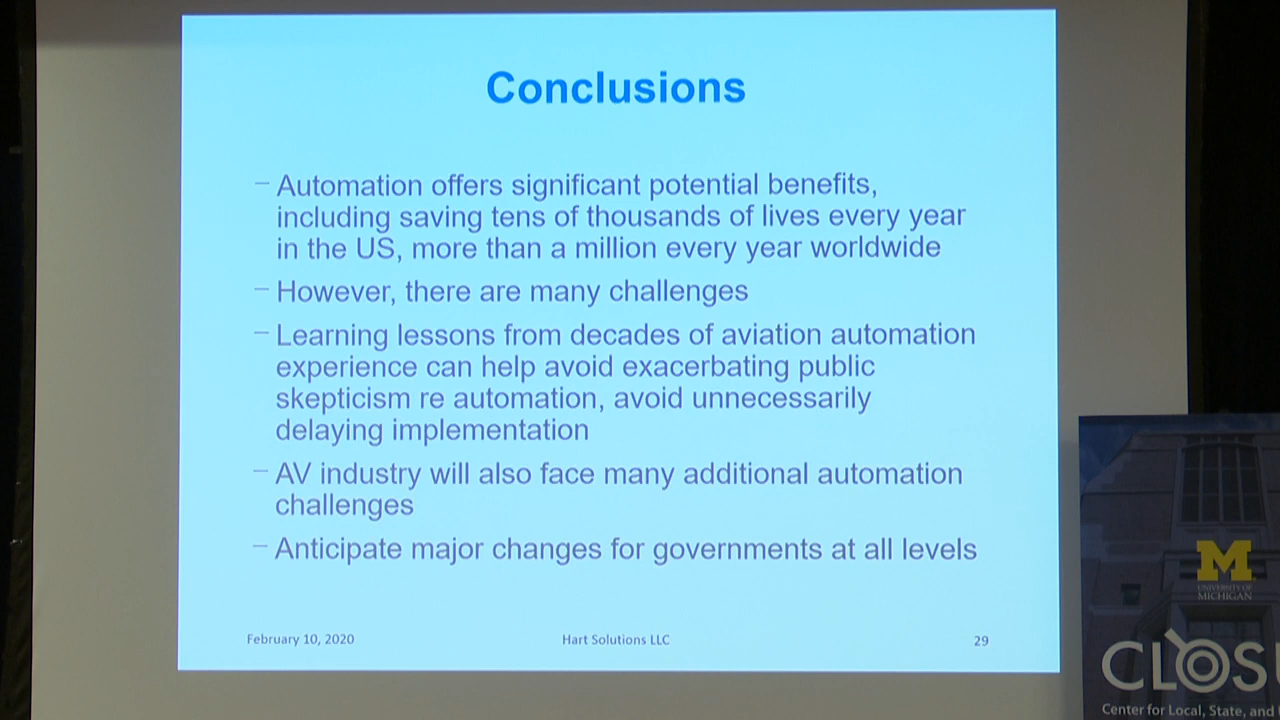 Conclusions
– Automation offers significant potential benefits,
including saving tens of thousands of lives every year
in the US, more than a million every year worldwide
– However, there are many challenges
– Learning lessons from decades of aviation automation
experience can help avoid exacerbating public
skepticism re automation, avoid unnecessarily
delaying implementation
– AV industry will also face many additional automation
challenges
– Anticipate major changes for governments at all levels
February 10, 2020 Hart Solutions LLC 29
M
UNIVERSITY OF
MICHIGAN
CLOS
Center for Local, State, and